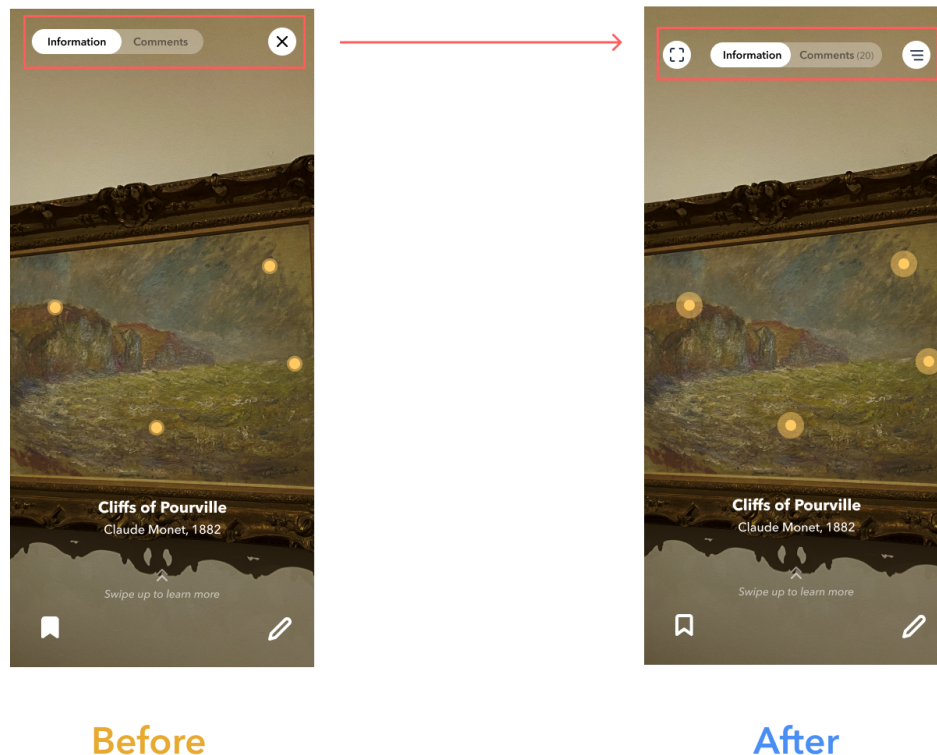 Information Comments
Cliffs of Pourville
Claude Monet, 1882
Swipe up to learn more
Before
Information Comments (20)
Cliffs of Pourville
Claude Monet, 1882
Swipe up to learn more
After